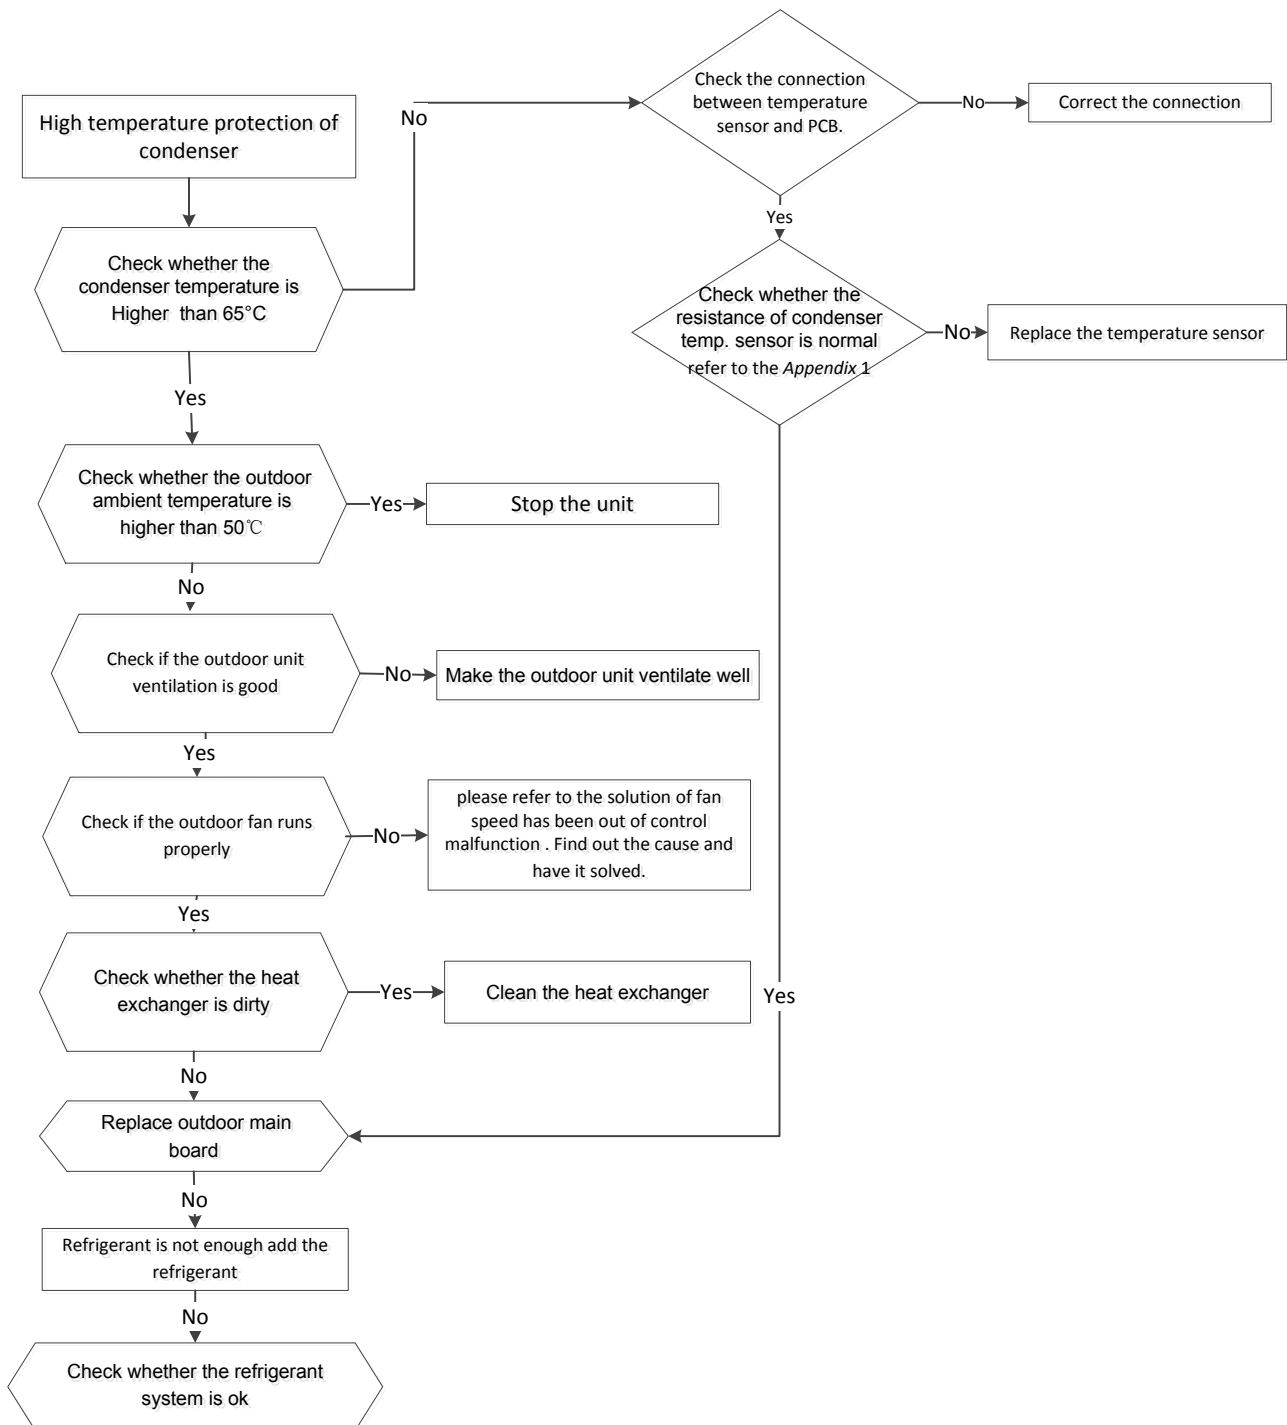 High temperature protection of
condenser
No
Check the connection
between temperature
sensor and PCB.
No
Correct the connection
Yes
Check whether the
condenser temperature is
Higher than 65°C
Check whether the
resistance of condenser
temp. sensor is normal
refer to the Appendix 1
No
Replace the temperature sensor
Yes
Check whether the outdoor
ambient temperature is
higher than 50℃
Yes
Stop the unit
No
Check if the outdoor unit
ventilation is good
No
Make the outdoor unit ventilate well
Yes
Check if the outdoor fan runs
properly
No
please refer to the solution of fan
speed has been out of control
malfunction . Find out the cause and
have it solved.
Yes
Check whether the heat
exchanger is dirty
Yes
Clean the heat exchanger
Yes
No
Replace outdoor main
board
No
Refrigerant is not enough add the
refrigerant
No
Check whether the refrigerant
system is ok